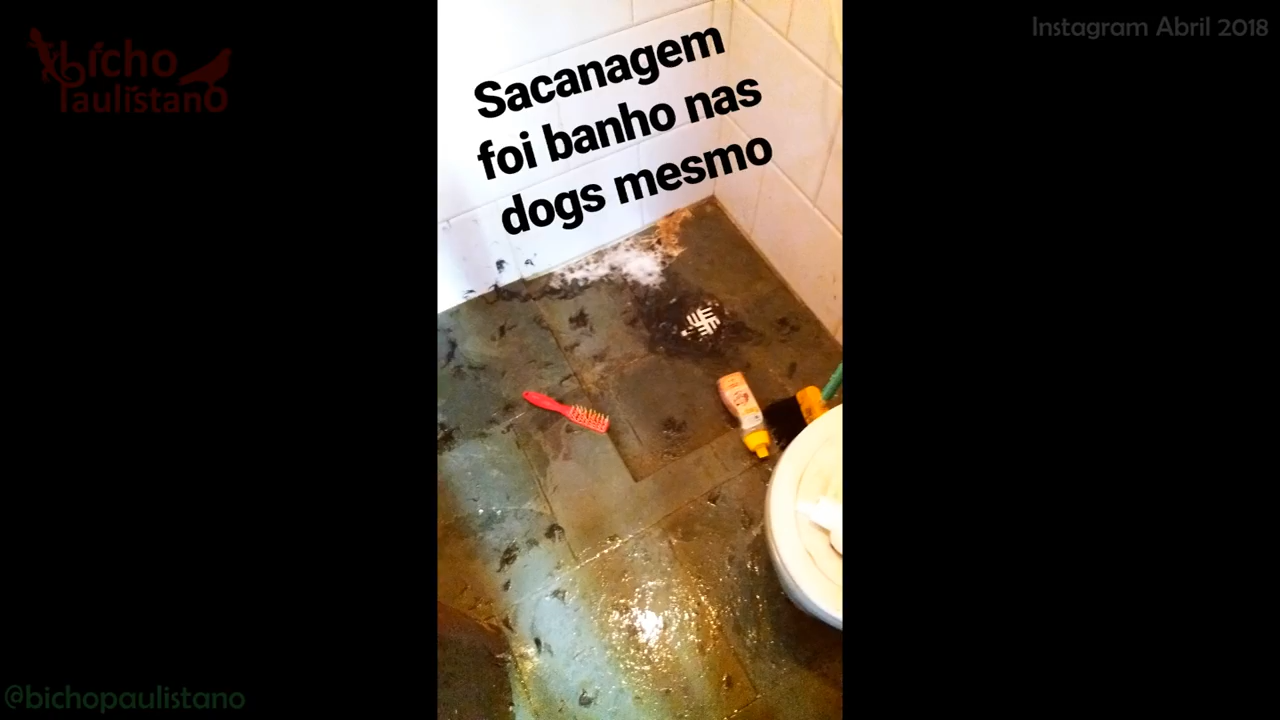 Bicho
Paulistano
Instagram Abril 2018
Sacanagem
foi banho nas
dogs mesmo
@bichopaulistano